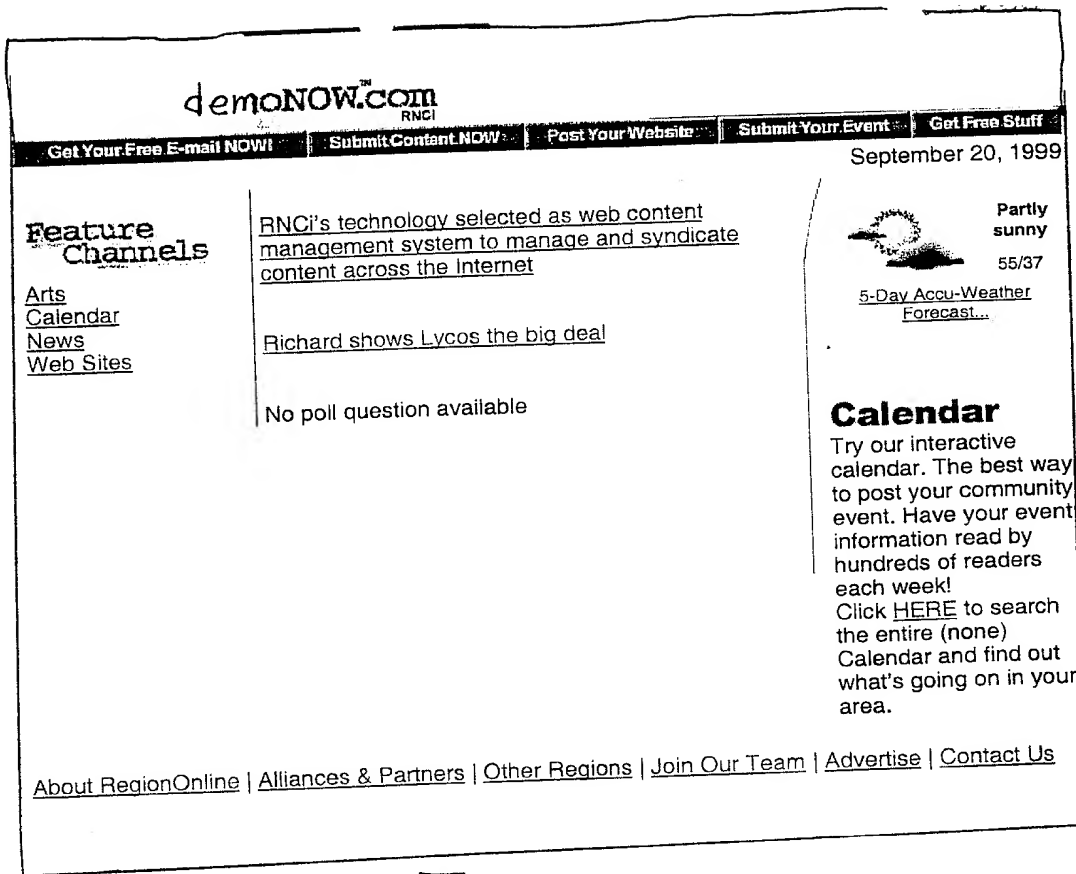 demoNOW.com™
RNCI
Get Your Free E-mail NOW! Submit Content NOW Post Your Website Submit Your Event Get Free Stuff
September 20, 1999
Feature
Channels
Arts
Calendar
News
Web Sites
RNCi's technology selected as web content
management system to manage and syndicate
content across the Internet
Richard shows Lycos the big deal
No poll question available
Partly
sunny
55/37
5-Day Accu-Weather
Forecast...
Calendar
Try our interactive
calendar. The best way
to post your community
event. Have your event
information read by
hundreds of readers
each week!
Click HERE to search
the entire (none)
Calendar and find out
what's going on in your
area.
About RegionOnline | Alliances & Partners | Other Regions | Join Our Team | Advertise | Contact Us